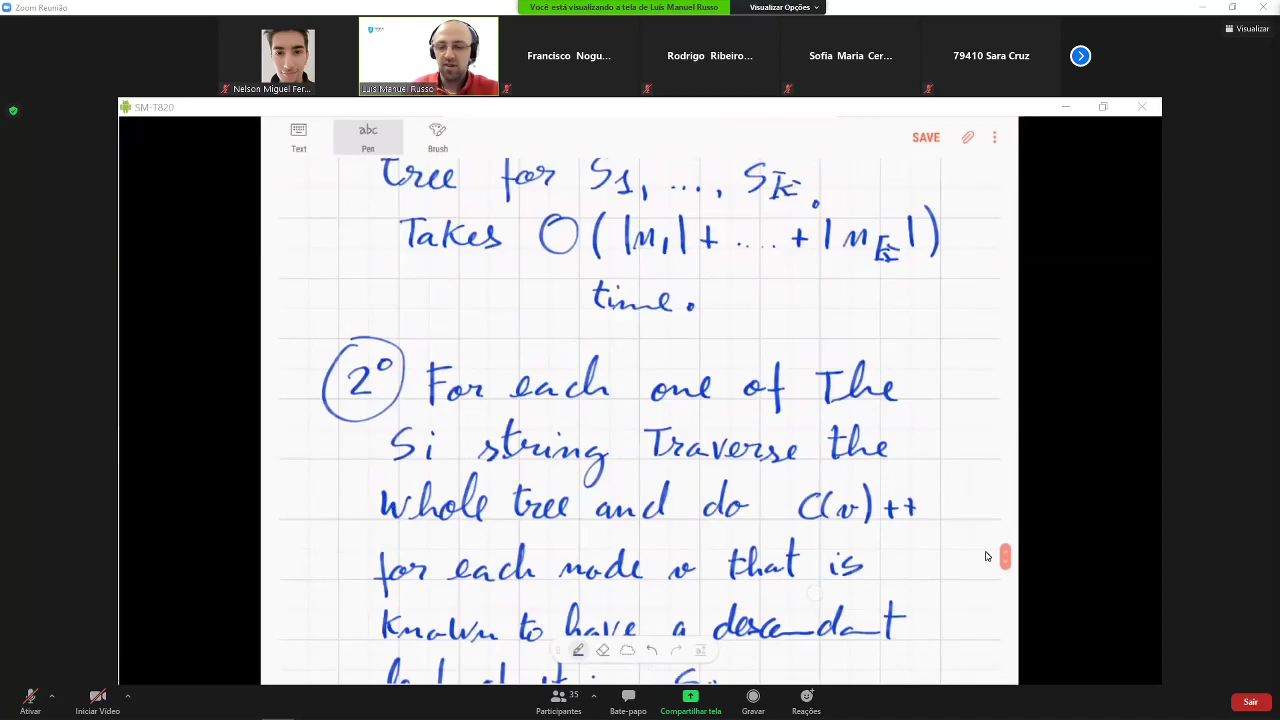 Zoom Reunião
Você está visualizando a tela de Luís Manuel Russo
Visualizar Opções
Visualizar
Nelson Miguel Fer...
Luís Manuel Russo
Francisco Nogu...
Rodrigo Ribeiro...
Sofia Maria Cer...
79410 Sara Cruz
SM-T820
Text
abc
Pen
Brush
SAVE
tree for S1, ..., Sk.
Takes O(|n1| + .... + |nk|)
time.
2º For each one of The
Si string Traverse the
whole tree and do C(v)++
for each node v that is
known to have a descendant
Ativar
Iniciar Vídeo
35
Participantes
Bate-papo
Compartilhar tela
Gravar
Reações
Sair